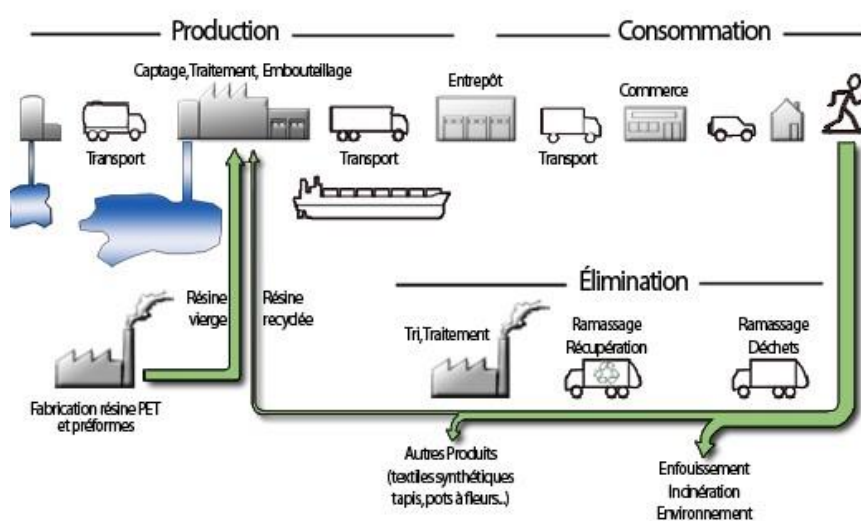 Production
Consommation
Captage,Traitement, Embouteillage
Entrepôt
Commerce
Transport
Transport
Transport
Élimination
Résine
vierge
Résine
recyclée
Tri,Traitement
Ramassage
Récupération
Ramassage
Déchets
Fabrication résine PET
et préformes
Autres Produits
(textiles synthétiques
tapis, pots à fleurs...)
Enfouissement
Incinération
Environnement